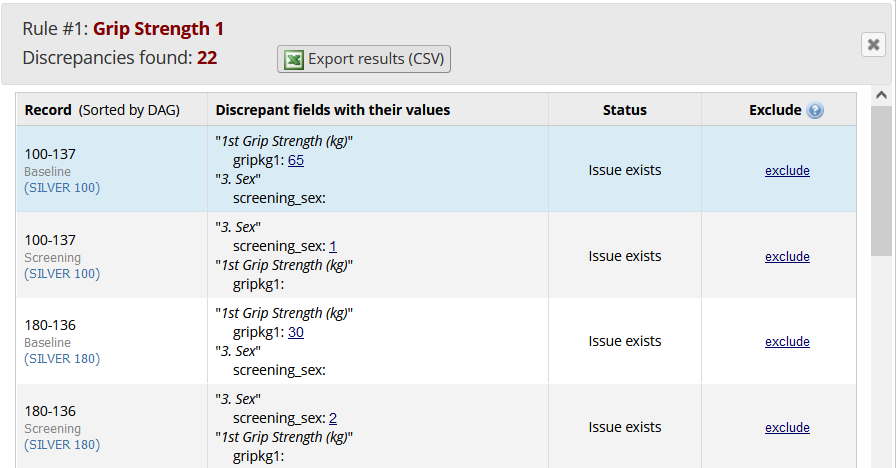 Rule #1: Grip Strength 1
Discrepancies found: 22
Export results (CSV)
Record (Sorted by DAG)
Discrepant fields with their values
Status
Exclude ?
100-137
Baseline
(SILVER 100)
"1st Grip Strength (kg)"
gripkg1: 65
"3. Sex"
screening_sex:
Issue exists
exclude
100-137
Screening
(SILVER 100)
"3. Sex"
screening_sex: 1
"1st Grip Strength (kg)"
gripkg1:
Issue exists
exclude
180-136
Baseline
(SILVER 180)
"1st Grip Strength (kg)"
gripkg1: 30
"3. Sex"
screening_sex:
Issue exists
exclude
180-136
Screening
(SILVER 180)
"3. Sex"
screening_sex: 2
"1st Grip Strength (kg)"
gripkg1:
Issue exists
exclude